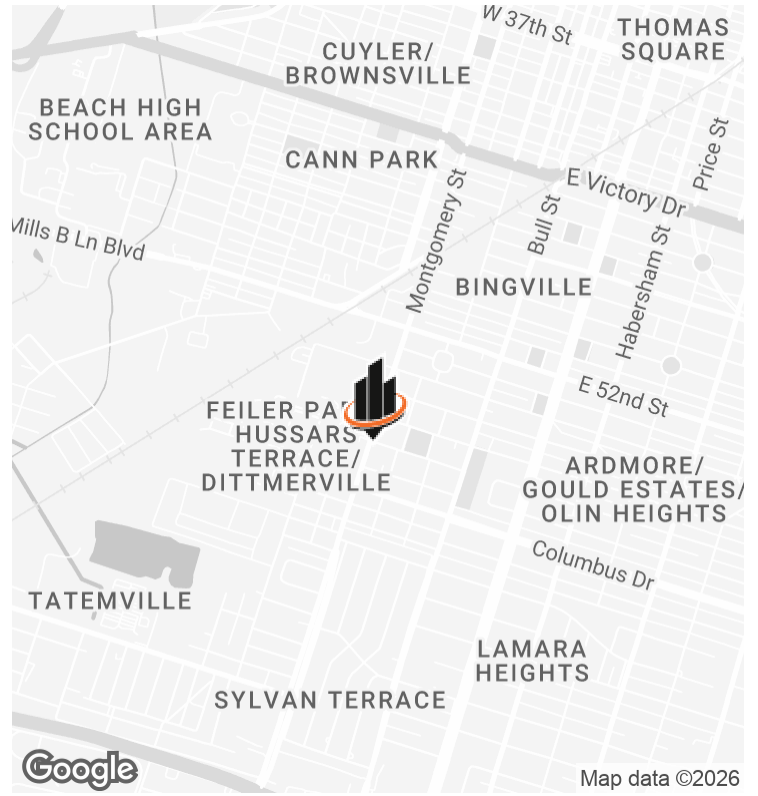 W 37th St
THOMAS
SQUARE
CUYLER/
BROWNSVILLE
BEACH HIGH
SCHOOL AREA
CANN PARK
Price St
E Victory Dr
Montgomery St
Bull St
Mills B Ln Blvd
Habersham St
BINGVILLE
E 52nd St
FEILER PA
HUSSARS
TERRACE/
DITTMERVILLE
ARDMORE/
GOULD ESTATES/
OLIN HEIGHTS
Columbus Dr
TATEMVILLE
LAMARA
HEIGHTS
SYLVAN TERRACE
Google
Map data ©2026